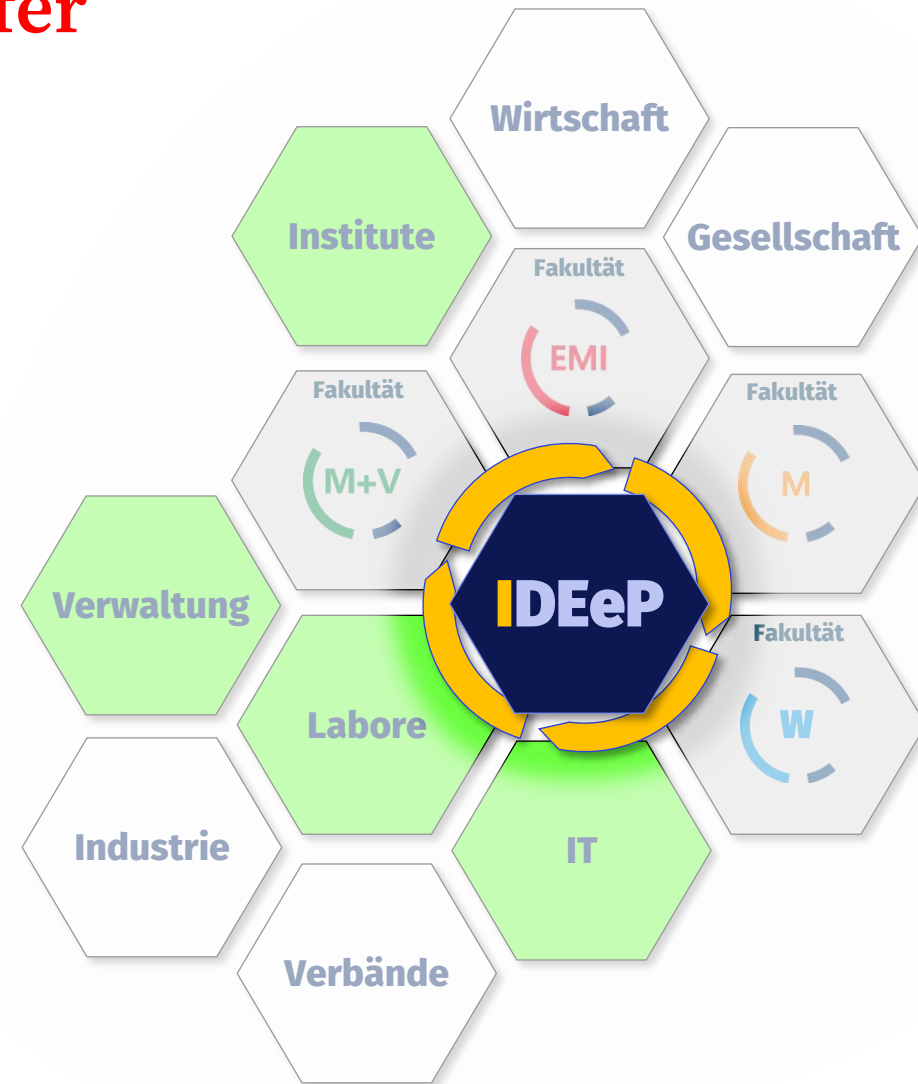 Wirtschaft
Institute
Gesellschaft
Fakultät
EMI
Fakultät
M+V
Fakultät
M
Verwaltung
IDEeP
Fakultät
W
Labore
Industrie
IT
Verbände